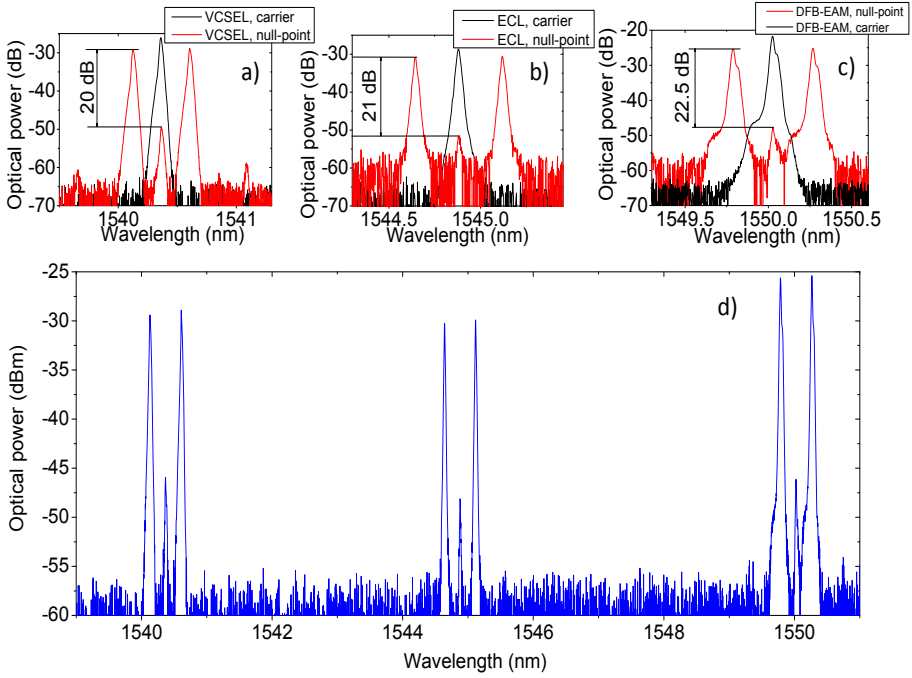 VCSEL, carrier
VCSEL, null-point
a)
20 dB
Optical power (dB)
-30
-40
-50
-60
-70
1540
1541
Wavelength (nm)
ECL, carrier
ECL, null-point
b)
21 dB
Optical power (dB)
-30
-40
-50
-60
-70
1544.5
1545.0
Wavelength (nm)
DFB-EAM, null-point
DFB-EAM, carrier
c)
22.5 dB
Optical power (dB)
-20
-30
-40
-50
-60
-70
1549.5
1550.0
1550.5
Wavelength (nm)
d)
Optical power (dBm)
-25
-30
-35
-40
-45
-50
-55
-60
1540
1542
1544
1546
1548
1550
Wavelength (nm)